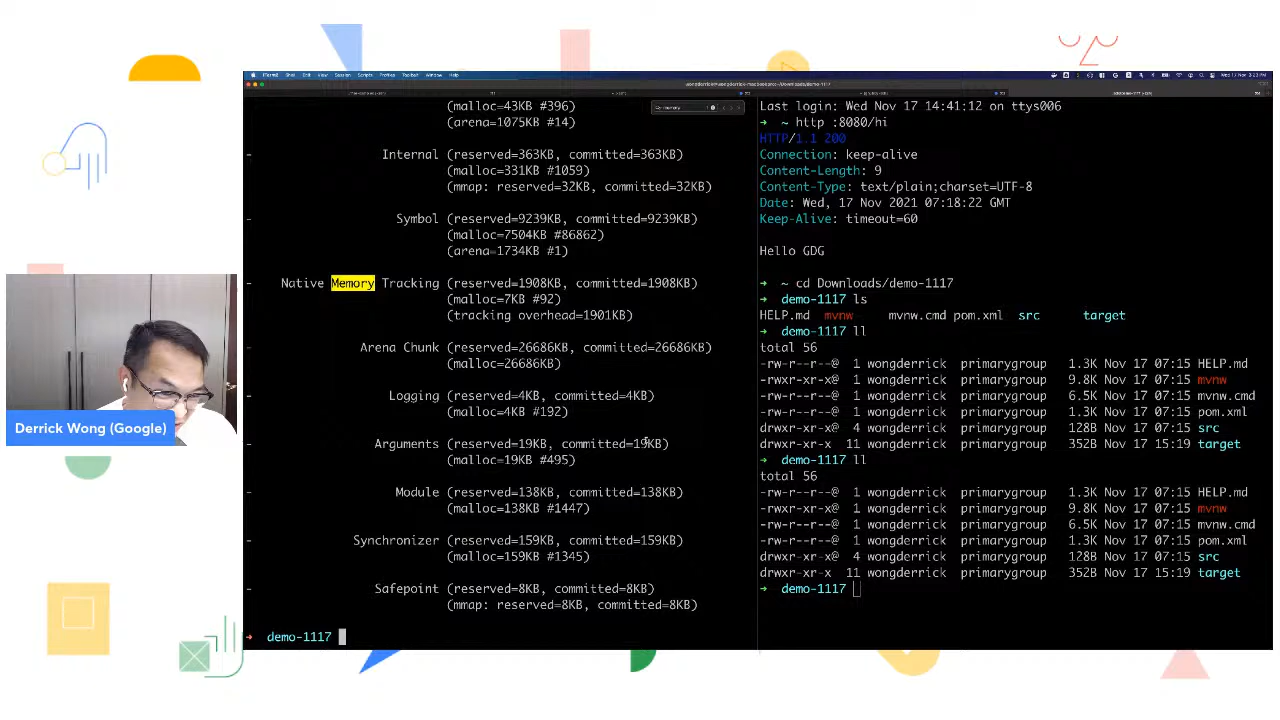 iTerm2 Shell Edit View Session Scripts Profiles Toolbelt Window Help
Wed 17 Nov 3:23 PM
(malloc=43KB #396)
(arena=1075KB #14)
- Internal (reserved=363KB, committed=363KB)
(malloc=331KB #1059)
(mmap: reserved=32KB, committed=32KB)
- Symbol (reserved=9239KB, committed=9239KB)
(malloc=7504KB #86862)
(arena=1734KB #1)
- Native Memory Tracking (reserved=1908KB, committed=1908KB)
(malloc=7KB #92)
(tracking overhead=1901KB)
- Arena Chunk (reserved=26686KB, committed=26686KB)
(malloc=26686KB)
- Logging (reserved=4KB, committed=4KB)
(malloc=4KB #192)
- Arguments (reserved=19KB, committed=19KB)
(malloc=19KB #495)
- Module (reserved=138KB, committed=138KB)
(malloc=138KB #1447)
- Synchronizer (reserved=159KB, committed=159KB)
(malloc=159KB #1345)
- Safepoint (reserved=8KB, committed=8KB)
(mmap: reserved=8KB, committed=8KB)
➜ demo-1117
Last login: Wed Nov 17 14:41:12 on ttys006
➜ ~ http :8080/hi
HTTP/1.1 200
Connection: keep-alive
Content-Length: 9
Content-Type: text/plain;charset=UTF-8
Date: Wed, 17 Nov 2021 07:18:22 GMT
Keep-Alive: timeout=60
Hello GDG
➜ ~ cd Downloads/demo-1117
➜ demo-1117 ls
HELP.md mvnw mvnw.cmd pom.xml src target
➜ demo-1117 ll
total 56
-rw-r--r--@ 1 wongderrick primarygroup 1.3K Nov 17 07:15 HELP.md
-rwxr-xr-x@ 1 wongderrick primarygroup 9.8K Nov 17 07:15 mvnw
-rw-r--r--@ 1 wongderrick primarygroup 6.5K Nov 17 07:15 mvnw.cmd
-rw-r--r--@ 1 wongderrick primarygroup 1.3K Nov 17 07:15 pom.xml
drwxr-xr-x@ 4 wongderrick primarygroup 128B Nov 17 07:15 src
drwxr-xr-x 11 wongderrick primarygroup 352B Nov 17 15:19 target
➜ demo-1117 ll
total 56
-rw-r--r--@ 1 wongderrick primarygroup 1.3K Nov 17 07:15 HELP.md
-rwxr-xr-x@ 1 wongderrick primarygroup 9.8K Nov 17 07:15 mvnw
-rw-r--r--@ 1 wongderrick primarygroup 6.5K Nov 17 07:15 mvnw.cmd
-rw-r--r--@ 1 wongderrick primarygroup 1.3K Nov 17 07:15 pom.xml
drwxr-xr-x@ 4 wongderrick primarygroup 128B Nov 17 07:15 src
drwxr-xr-x 11 wongderrick primarygroup 352B Nov 17 15:19 target
➜ demo-1117
Derrick Wong (Google)